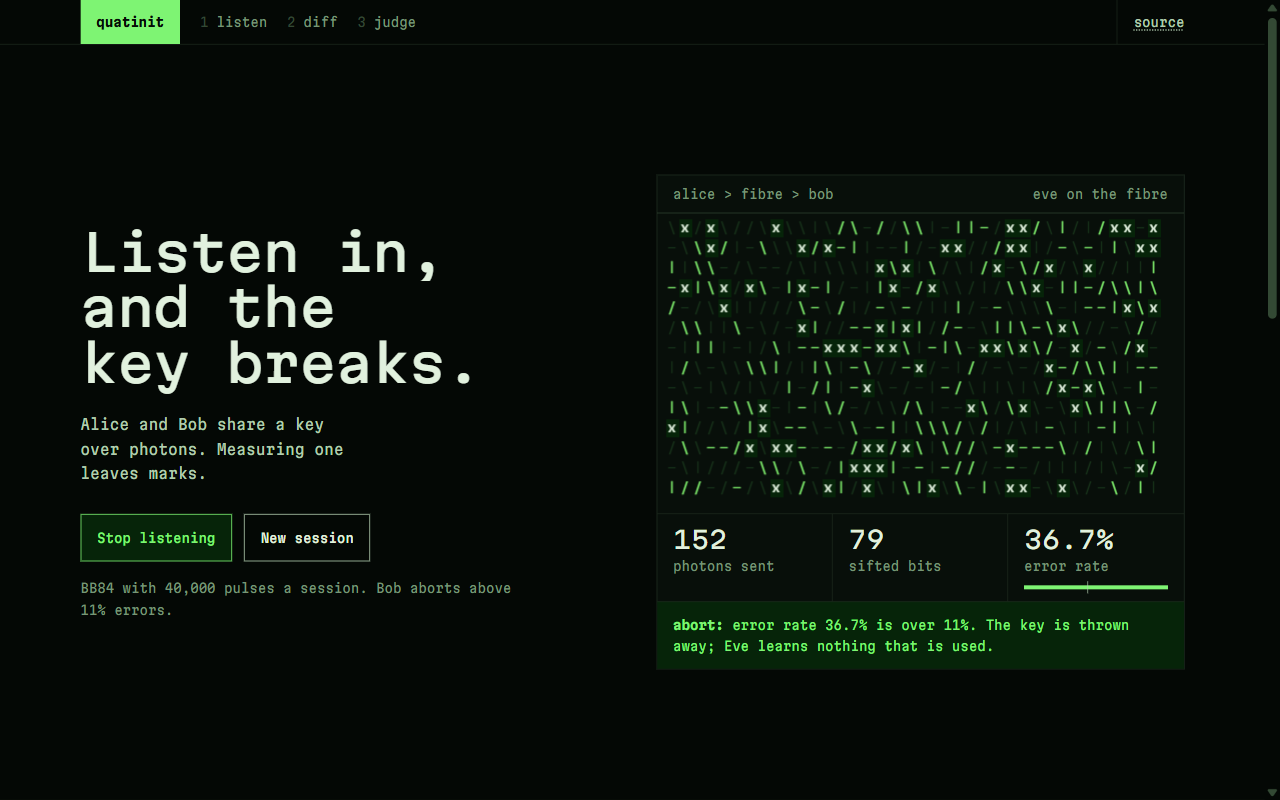 quatinit 1 listen 2 diff 3 judge source
Listen in,
and the
key breaks.
Alice and Bob share a key
over photons. Measuring one
leaves marks.
Stop listening New session
BB84 with 40,000 pulses a session. Bob aborts above
11% errors.
alice > fibre > bob eve on the fibre
152 79 36.7%
photons sent sifted bits error rate
abort: error rate 36.7% is over 11%. The key is thrown
away; Eve learns nothing that is used.